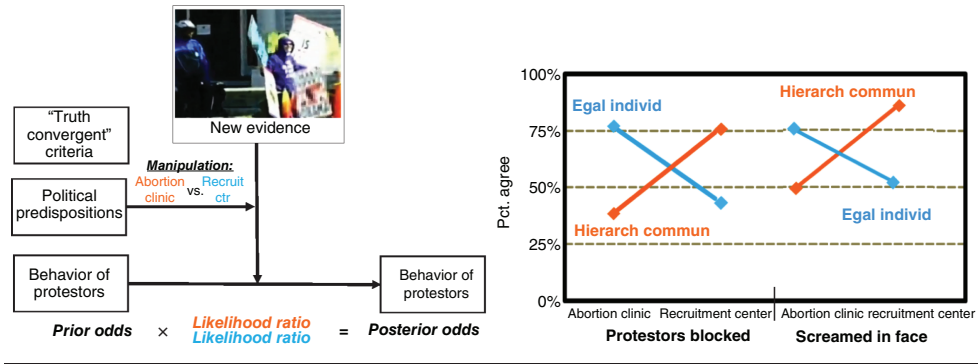 New evidence
“Truth
convergent”
criteria
Manipulation:
Abortion
clinic
vs.
Recruit
ctr
Political
predispositions
Behavior of
protestors
Behavior of
protestors
Prior odds × Likelihood ratio = Posterior odds
Likelihood ratio
Pct. agree
100%
75%
50%
25%
0%
Egal individ
Hierarch commun
Hierarch commun
Egal individ
Abortion clinic Recruitment center
Abortion clinic recruitment center
Protestors blocked
Screamed in face